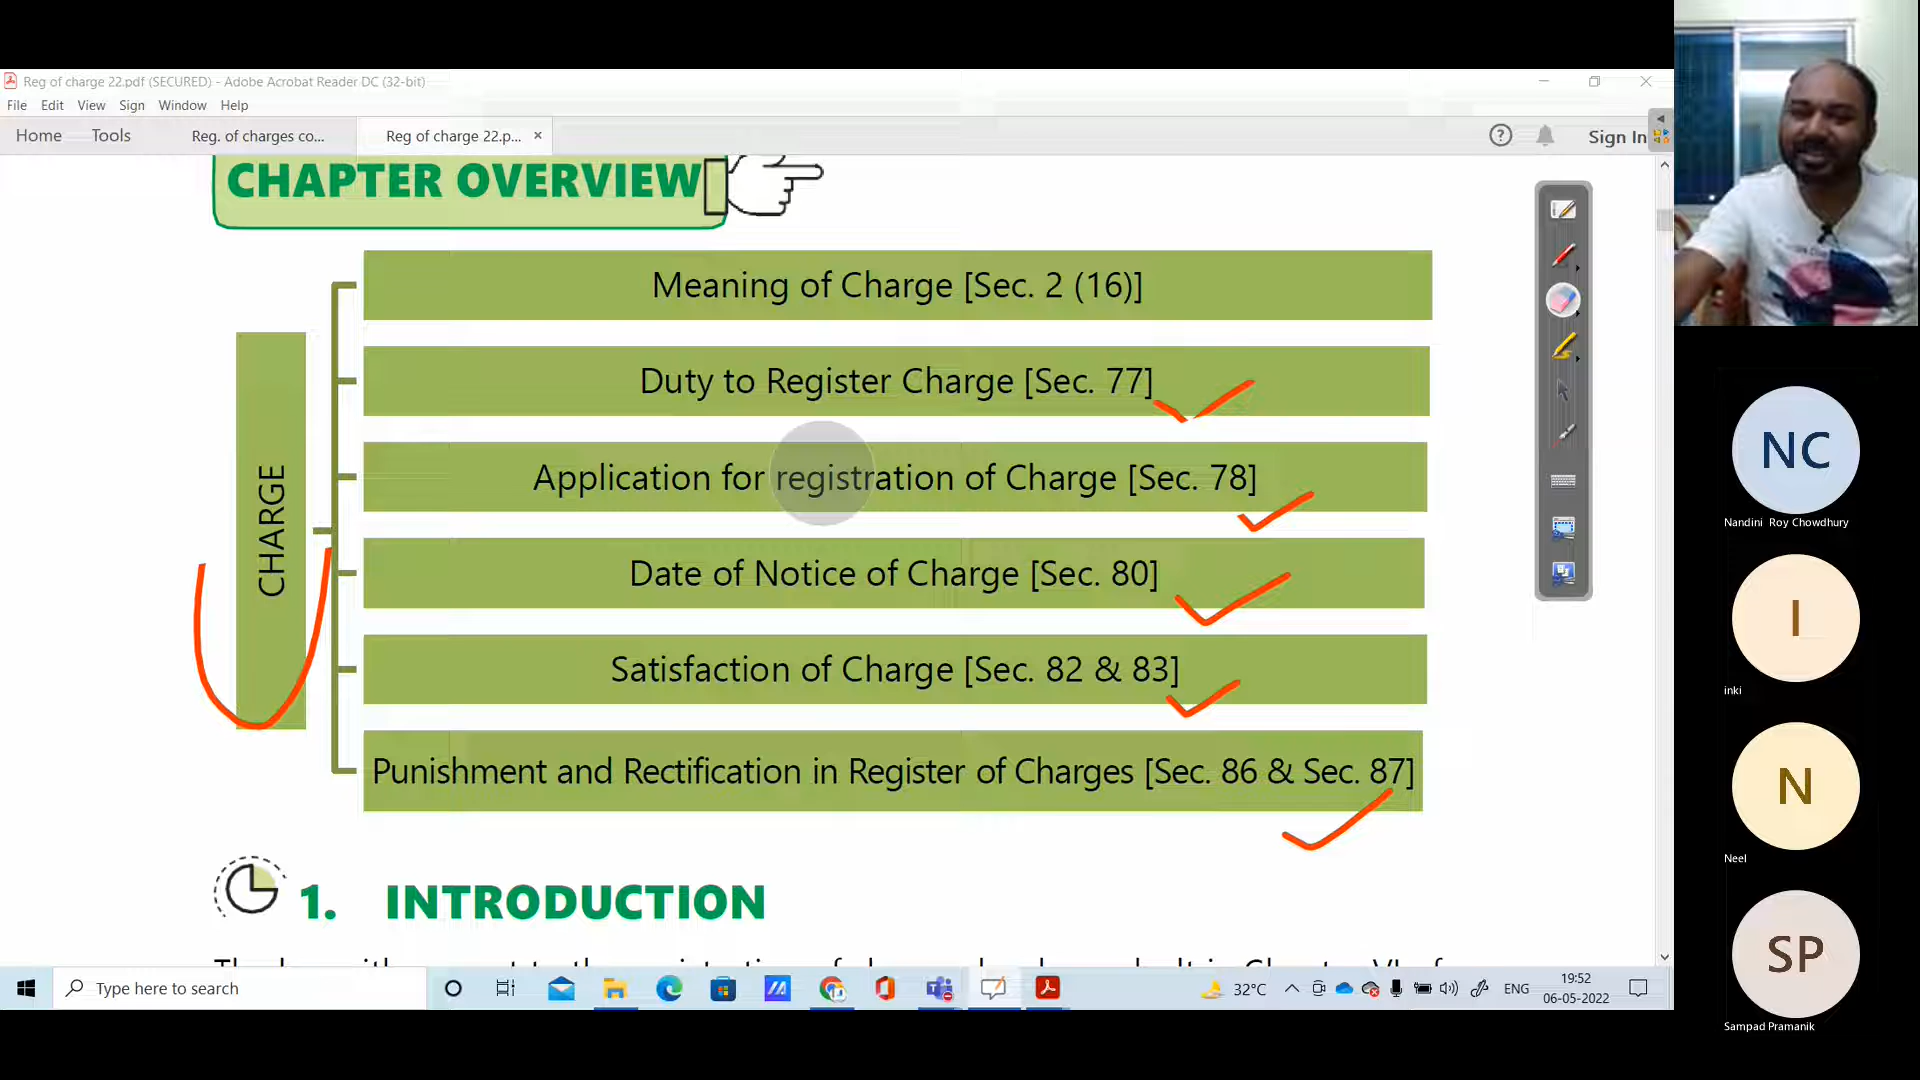 Reg of charge 22.pdf (SECURED) - Adobe Acrobat Reader DC (32-bit)
File Edit View Sign Window Help
Home Tools Reg. of charges co... Reg of charge 22.p... × Sign In
CHAPTER OVERVIEW
CHARGE
Meaning of Charge [Sec. 2 (16)]
Duty to Register Charge [Sec. 77]
Application for registration of Charge [Sec. 78]
Date of Notice of Charge [Sec. 80]
Satisfaction of Charge [Sec. 82 & 83]
Punishment and Rectification in Register of Charges [Sec. 86 & Sec. 87]
1. INTRODUCTION
Type here to search
32°C
ENG
19:52
06-05-2022
NC
Nandini Roy Chowdhury
I
inki
N
Neel
SP
Sampad Pramanik